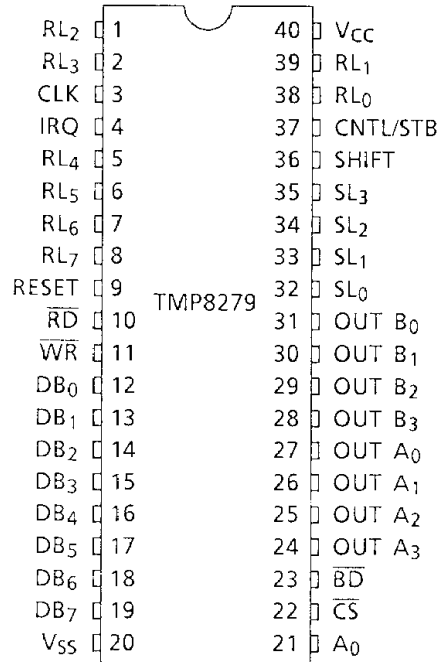 RL₂ 1 40 VCC
RL₃ 2 39 RL₁
CLK 3 38 RL₀
IRQ 4 37 CNTL/STB
RL₄ 5 36 SHIFT
RL₅ 6 35 SL₃
RL₆ 7 34 SL₂
RL₇ 8 33 SL₁
RESET 9 32 SL₀
TMP8279
R̅D̅ 10 31 OUT B₀
W̅R̅ 11 30 OUT B₁
DB₀ 12 29 OUT B₂
DB₁ 13 28 OUT B₃
DB₂ 14 27 OUT A₀
DB₃ 15 26 OUT A₁
DB₄ 16 25 OUT A₂
DB₅ 17 24 OUT A₃
DB₆ 18 23 B̅D̅
DB₇ 19 22 C̅S̅
VSS 20 21 A₀